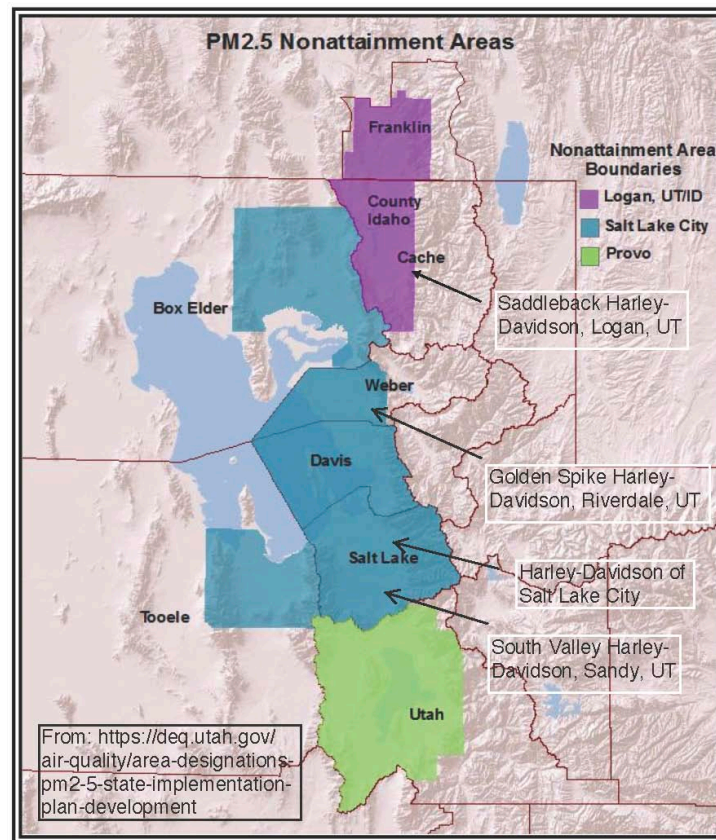 PM2.5 Nonattainment Areas
Franklin
Nonattainment Area
Boundaries
Logan, UT/ID
Salt Lake City
Provo
County
Idaho
Cache
Saddleback Harley-
Davidson, Logan, UT
Box Elder
Weber
Golden Spike Harley-
Davidson, Riverdale, UT
Davis
Salt Lake
Harley-Davidson of
Salt Lake City
Tooele
South Valley Harley-
Davidson, Sandy, UT
Utah
From: https://deq.utah.gov/
air-quality/area-designations-
pm2-5-state-implementation-
plan-development